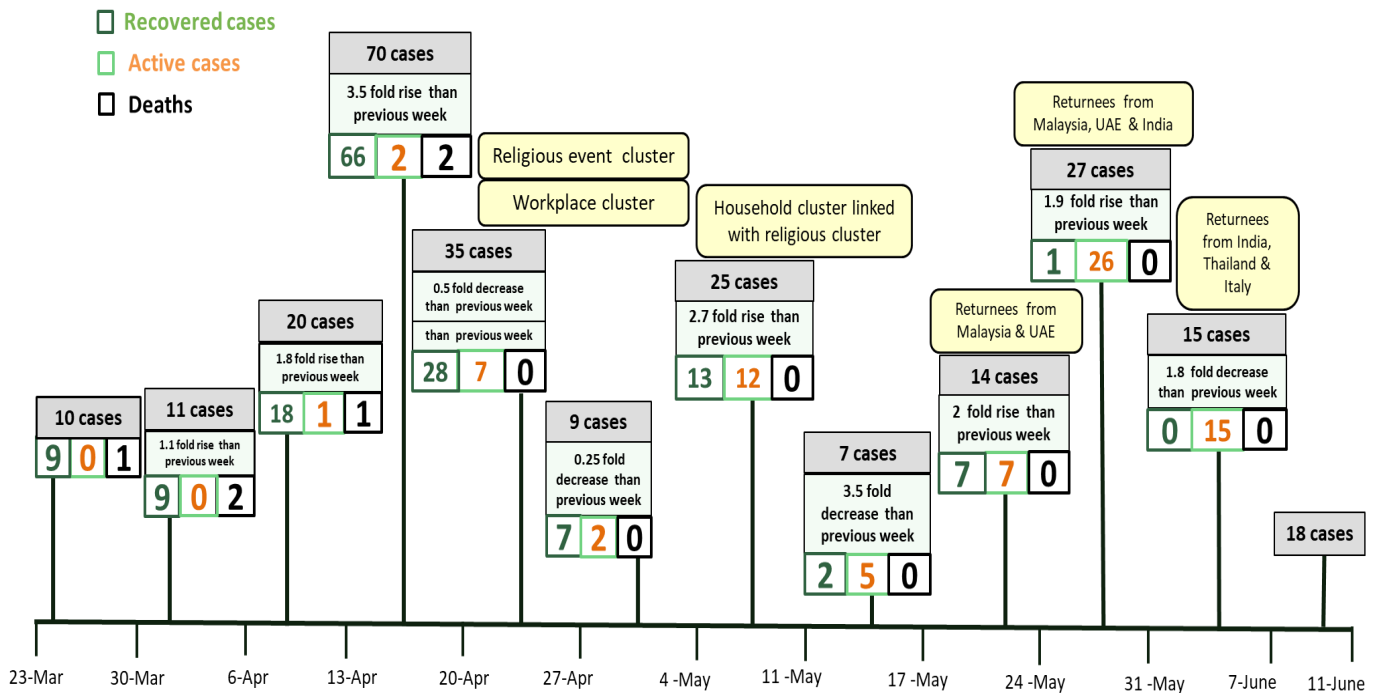 Recovered cases
Active cases
Deaths
10 cases
9 0 1
11 cases
1.1 fold rise than
previous week
9 0 2
20 cases
1.8 fold rise than
previous week
18 1 1
70 cases
3.5 fold rise than
previous week
66 2 2
Religious event cluster
Workplace cluster
35 cases
0.5 fold decrease
than previous week
than previous week
28 7 0
9 cases
0.25 fold
decrease than
previous week
7 2 0
Household cluster linked
with religious cluster
25 cases
2.7 fold rise than
previous week
13 12 0
7 cases
3.5 fold
decrease than
previous week
2 5 0
Returnees from
Malaysia & UAE
14 cases
2 fold rise than
previous week
7 7 0
Returnees from
Malaysia, UAE & India
27 cases
1.9 fold rise than
previous week
1 26 0
Returnees
from India,
Thailand &
Italy
15 cases
1.8 fold decrease
than previous week
0 15 0
18 cases
23-Mar 30-Mar 6-Apr 13-Apr 20-Apr 27-Apr 4 -May 11 -May 17 -May 24 -May 31 -May 7-June 11-June